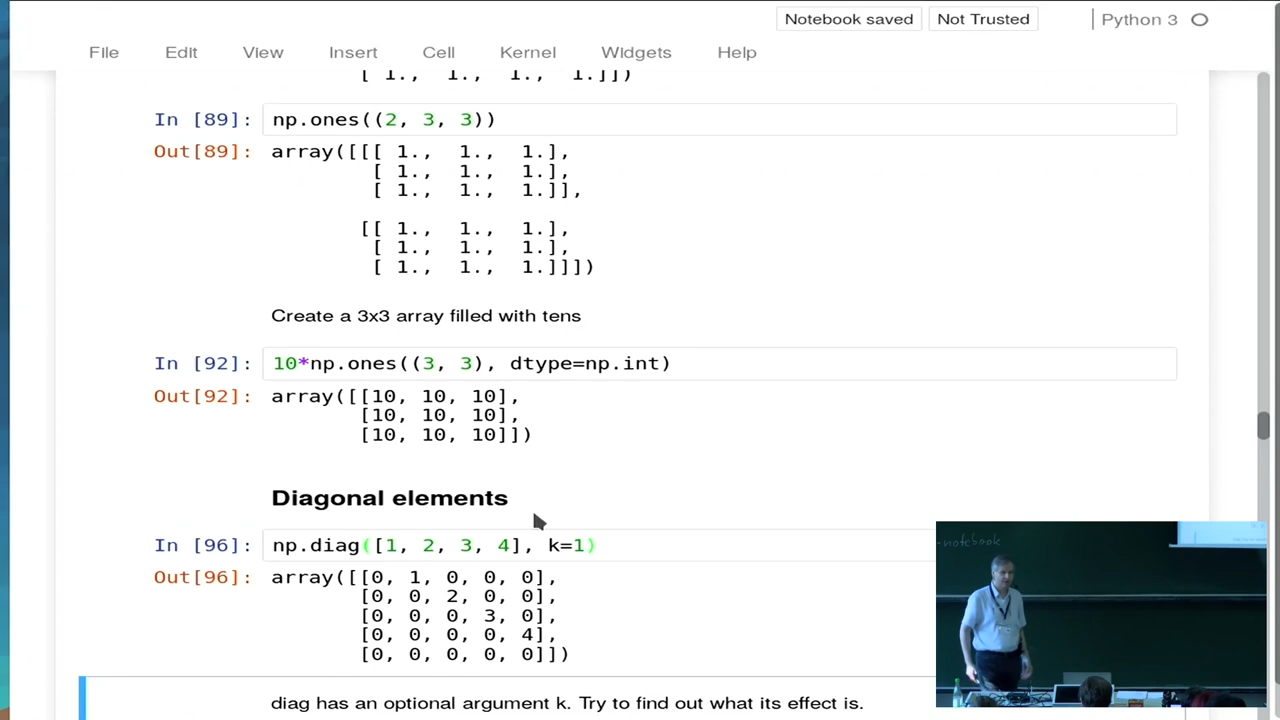 Notebook saved Not Trusted Python 3
File Edit View Insert Cell Kernel Widgets Help
[ 1., 1., 1., 1.]])
In [89]: np.ones((2, 3, 3))
Out[89]: array([[[ 1., 1., 1.],
[ 1., 1., 1.],
[ 1., 1., 1.]],
[[ 1., 1., 1.],
[ 1., 1., 1.],
[ 1., 1., 1.]]])
Create a 3x3 array filled with tens
In [92]: 10*np.ones((3, 3), dtype=np.int)
Out[92]: array([[10, 10, 10],
[10, 10, 10],
[10, 10, 10]])
Diagonal elements
In [96]: np.diag([1, 2, 3, 4], k=1)
Out[96]: array([[0, 1, 0, 0, 0],
[0, 0, 2, 0, 0],
[0, 0, 0, 3, 0],
[0, 0, 0, 0, 4],
[0, 0, 0, 0, 0]])
-notebook
diag has an optional argument k. Try to find out what its effect is.